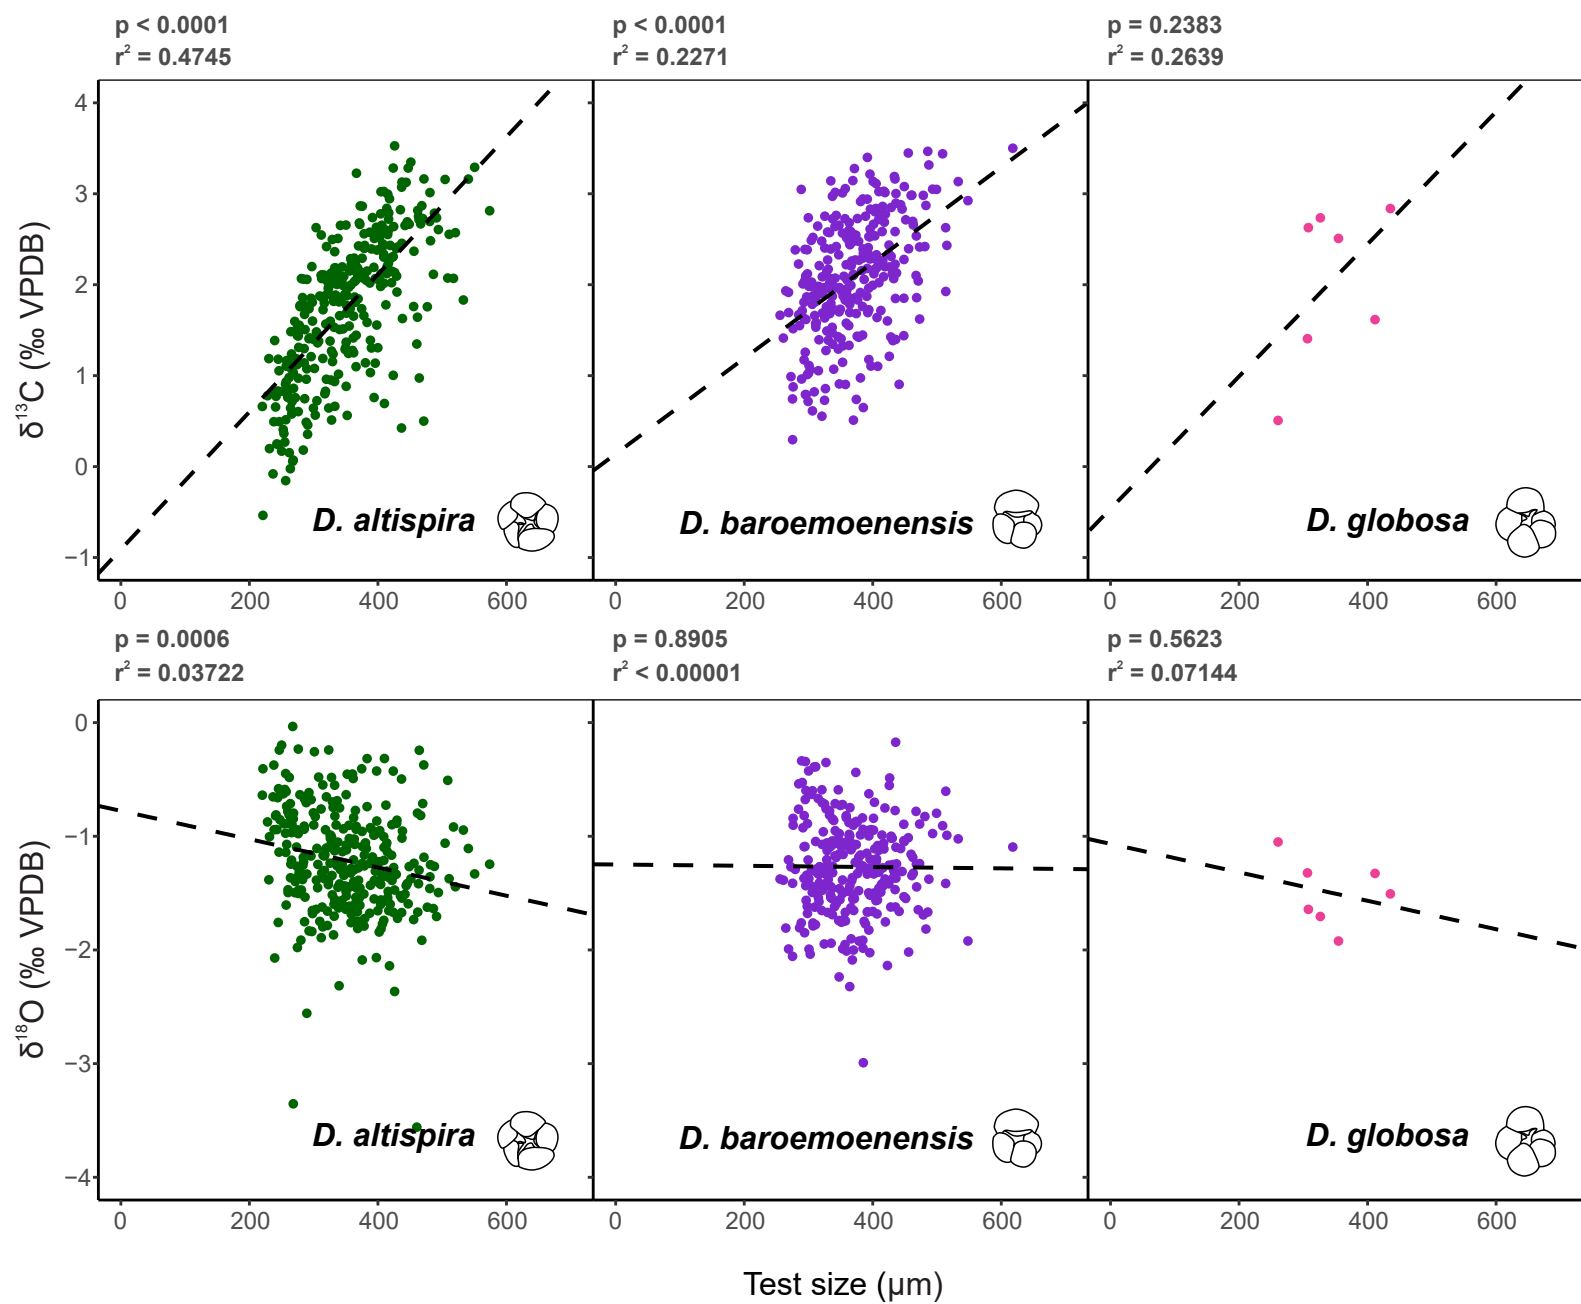 p < 0.0001 p < 0.0001 p = 0.2383
r² = 0.4745 r² = 0.2271 r² = 0.2639
4
3
2
1
0
−1
δ¹³C (‰ VPDB)
D. altispira D. baroemoenensis D. globosa
0 200 400 600 0 200 400 600 0 200 400 600
p = 0.0006 p = 0.8905 p = 0.5623
r² = 0.03722 r² < 0.00001 r² = 0.07144
0
−1
−2
−3
−4
δ¹⁸O (‰ VPDB)
D. altispira D. baroemoenensis D. globosa
0 200 400 600 0 200 400 600 0 200 400 600
Test size (µm)